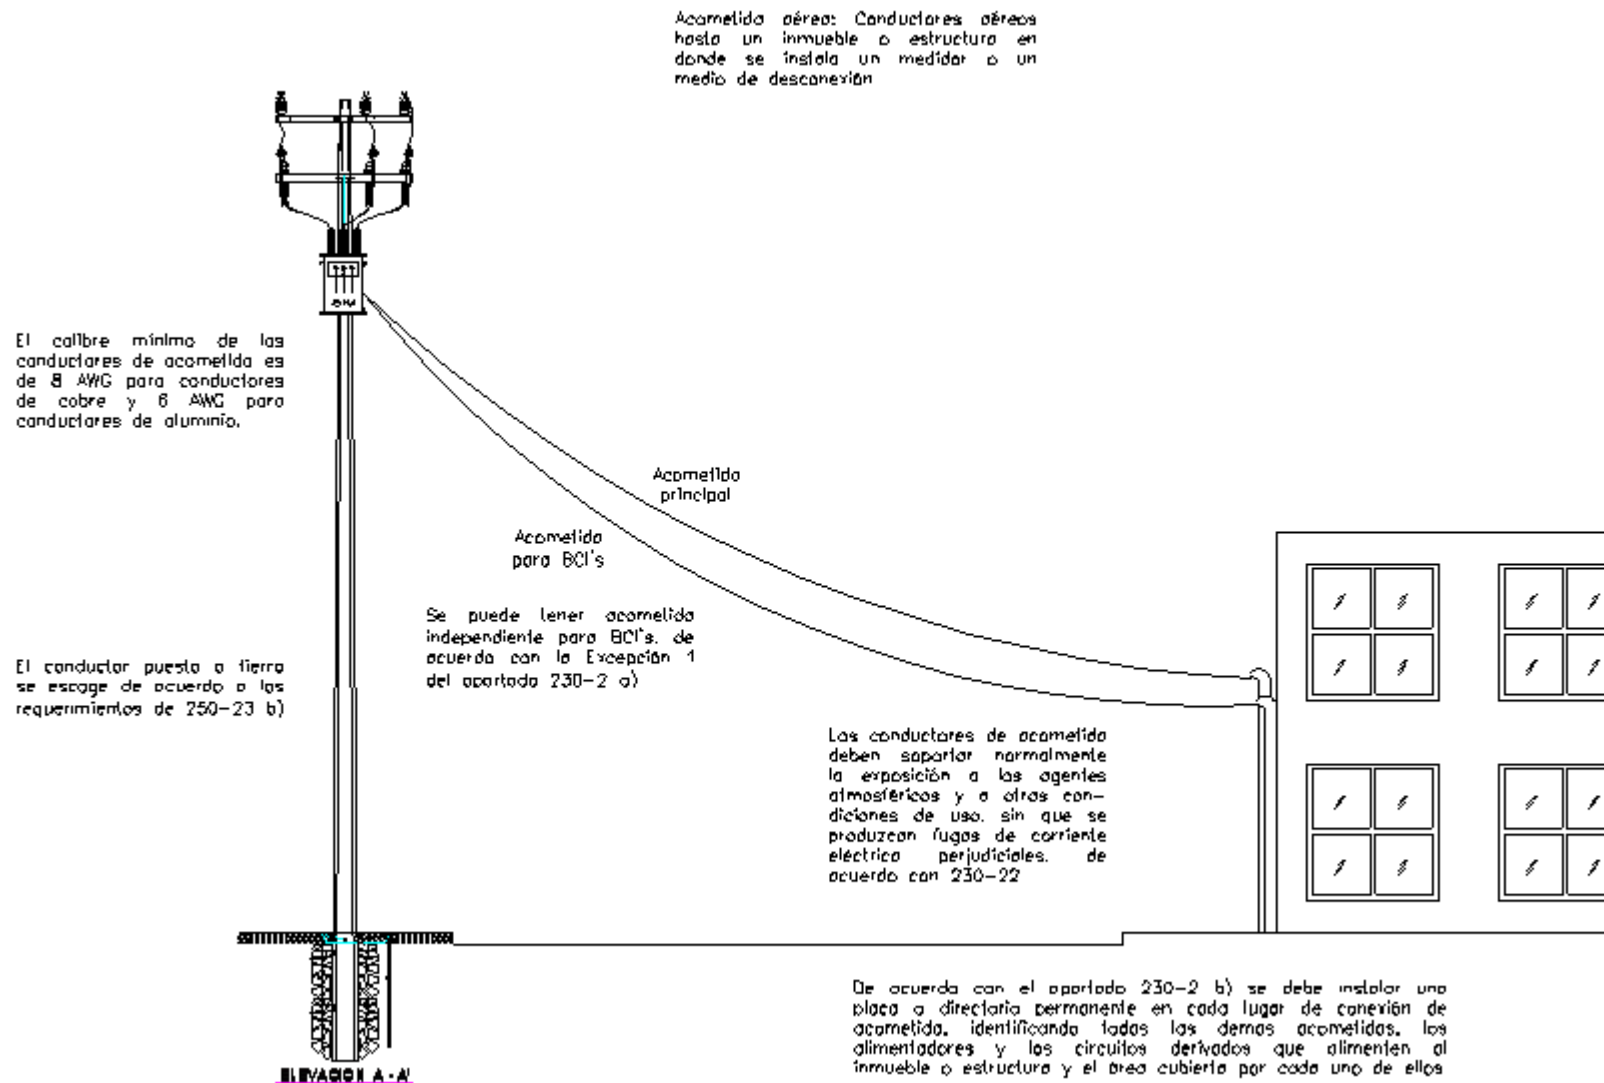 Acometida aérea: Conductores aéreos
hasta un inmueble o estructura en
donde se instala un medidor o un
medio de desconexión
El calibre mínimo de los
conductores de acometida es
de 8 AWG para conductores
de cobre y 6 AWG para
conductores de aluminio.
Acometida
principal
Acometida
para BCI's
Se puede tener acometida
independiente para BCI's. de
acuerdo con la Excepción 1
del apartado 230-2 a)
El conductor puesto a tierra
se escoge de acuerdo a los
requerimientos de 250-23 b)
Los conductores de acometida
deben soportar normalmente
la exposición a los agentes
atmosféricos y a otras con-
diciones de uso. sin que se
produzcan fugas de corriente
eléctrica perjudiciales. de
acuerdo con 230-22
De acuerdo con el apartado 230-2 b) se debe instalar una
placa o directorio permanente en cada lugar de conexión de
acometida. identificando todas las demas acometidas. los
alimentadores y los circuitos derivados que alimenten al
inmueble o estructura y el área cubierta por cada uno de ellos
ELEVACION A-A'